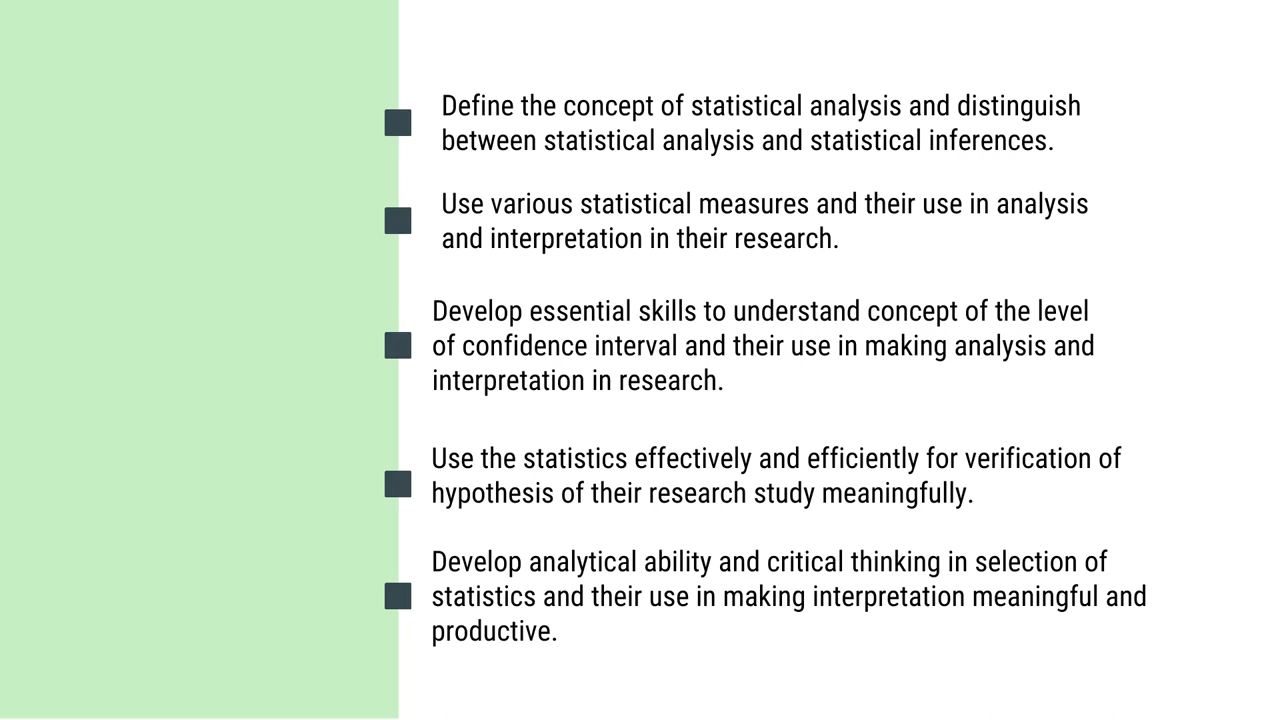 Define the concept of statistical analysis and distinguish
between statistical analysis and statistical inferences.
Use various statistical measures and their use in analysis
and interpretation in their research.
Develop essential skills to understand concept of the level
of confidence interval and their use in making analysis and
interpretation in research.
Use the statistics effectively and efficiently for verification of
hypothesis of their research study meaningfully.
Develop analytical ability and critical thinking in selection of
statistics and their use in making interpretation meaningful and
productive.